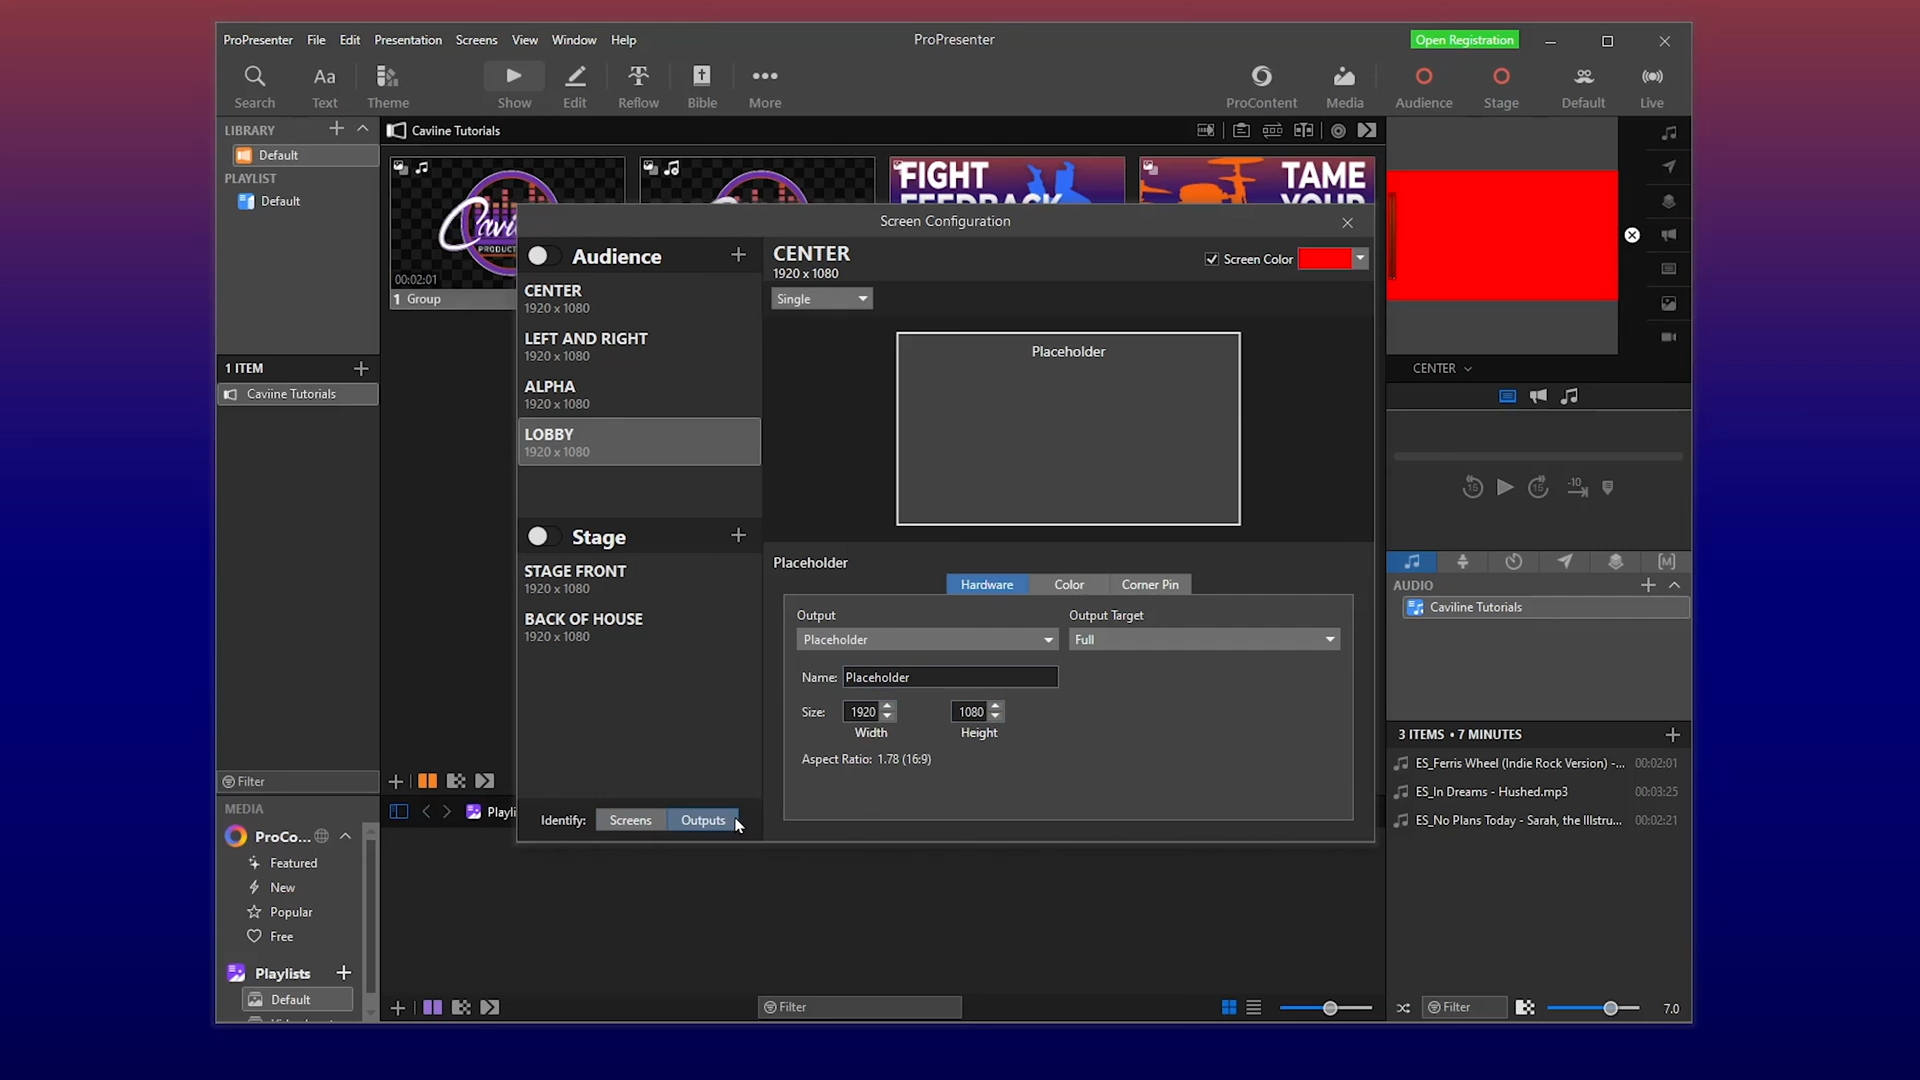 ProPresenter File Edit Presentation Screens View Window Help
ProPresenter
Open Registration
Search Text Theme Show Edit Reflow Bible More ProContent Media Audience Stage Default Live
LIBRARY
Default
PLAYLIST
Default
Caviine Tutorials
00:02:01
1 Group
FIGHT
FEEDBACK
TAME
YOUR
Screen Configuration
Audience
CENTER
1920 x 1080
LEFT AND RIGHT
1920 x 1080
ALPHA
1920 x 1080
LOBBY
1920 x 1080
Stage
STAGE FRONT
1920 x 1080
BACK OF HOUSE
1920 x 1080
Identify: Screens Outputs
CENTER
1920 x 1080
Screen Color
Single
Placeholder
Placeholder
Hardware Color Corner Pin
Output Output Target
Placeholder Full
Name: Placeholder
Size: 1920 1080
Width Height
Aspect Ratio: 1.78 (16:9)
1 ITEM
Caviine Tutorials
Filter
MEDIA
ProCo...
Featured
New
Popular
Free
Playlists
Default
Playli
Filter
CENTER
15 15 -10
[M]
AUDIO
Caviline Tutorials
3 ITEMS • 7 MINUTES
ES_Ferris Wheel (Indie Rock Version) -... 00:02:01
ES_In Dreams - Hushed.mp3 00:03:25
ES_No Plans Today - Sarah, the Illstru... 00:02:21
Filter 7.0